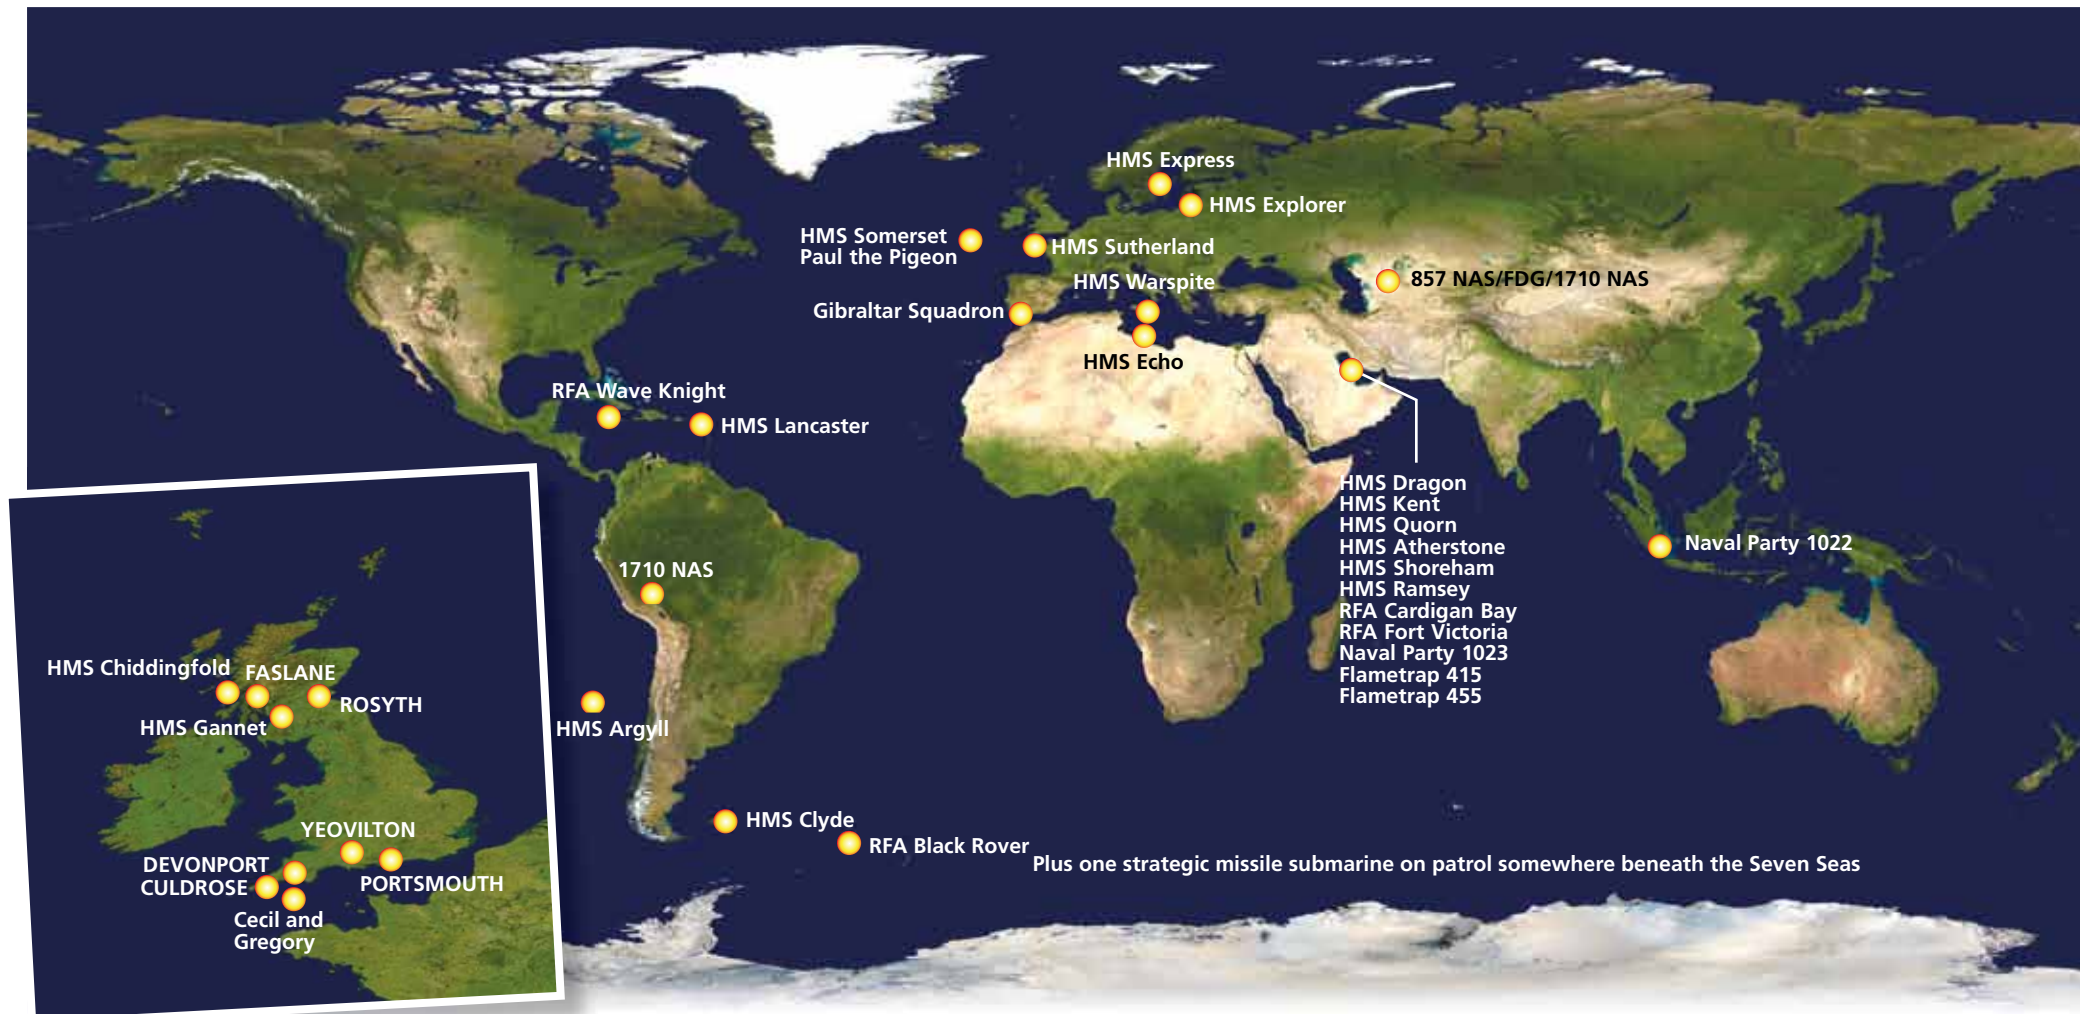 HMS Express
HMS Explorer
HMS Somerset
Paul the Pigeon
HMS Sutherland
HMS Warspite
857 NAS/FDG/1710 NAS
Gibraltar Squadron
HMS Echo
RFA Wave Knight
HMS Lancaster
HMS Dragon
HMS Kent
HMS Quorn
HMS Atherstone
HMS Shoreham
HMS Ramsey
RFA Cardigan Bay
RFA Fort Victoria
Naval Party 1023
Flametrap 415
Flametrap 455
Naval Party 1022
1710 NAS
HMS Argyll
HMS Clyde
RFA Black Rover
Plus one strategic missile submarine on patrol somewhere beneath the Seven Seas
HMS Chiddingfold
FASLANE
ROSYTH
HMS Gannet
YEOVILTON
DEVONPORT
CULDROSE
PORTSMOUTH
Cecil and
Gregory